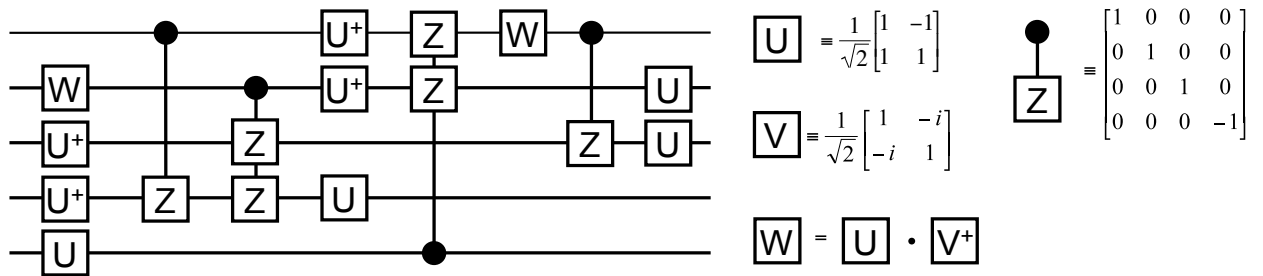 U+ Z W
W U+ Z U
U+ Z Z U
U+ Z Z U
U
U ≡ 1/√2 [1 −1
1 1]
V ≡ 1/√2 [1 −i
−i 1]
W = U • V+
Z ≡ [1 0 0 0
0 1 0 0
0 0 1 0
0 0 0 −1]